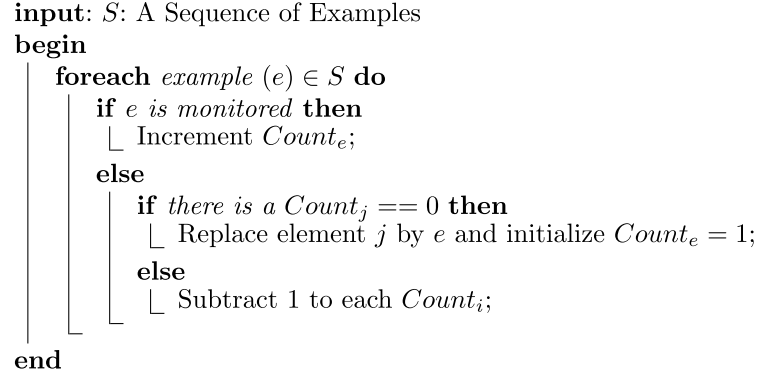 input: S: A Sequence of Examples
begin
foreach example (e) ∈ S do
if e is monitored then
Increment Count_e;
else
if there is a Count_j == 0 then
Replace element j by e and initialize Count_e = 1;
else
Subtract 1 to each Count_i;
end